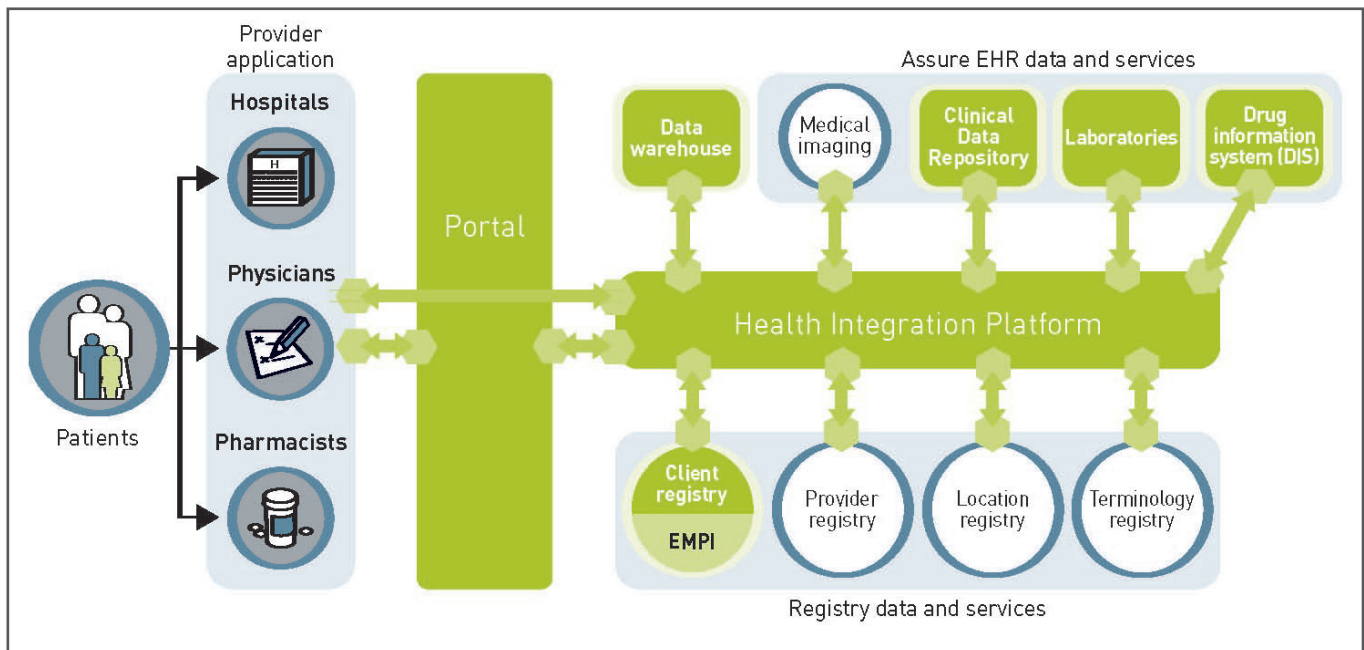 Provider
application
Hospitals
H
Physicians
Pharmacists
Patients
Portal
Assure EHR data and services
Data
warehouse
Medical
imaging
Clinical
Data
Repository
Laboratories
Drug
information
system (DIS)
Health Integration Platform
Client
registry
EMPI
Provider
registry
Location
registry
Terminology
registry
Registry data and services